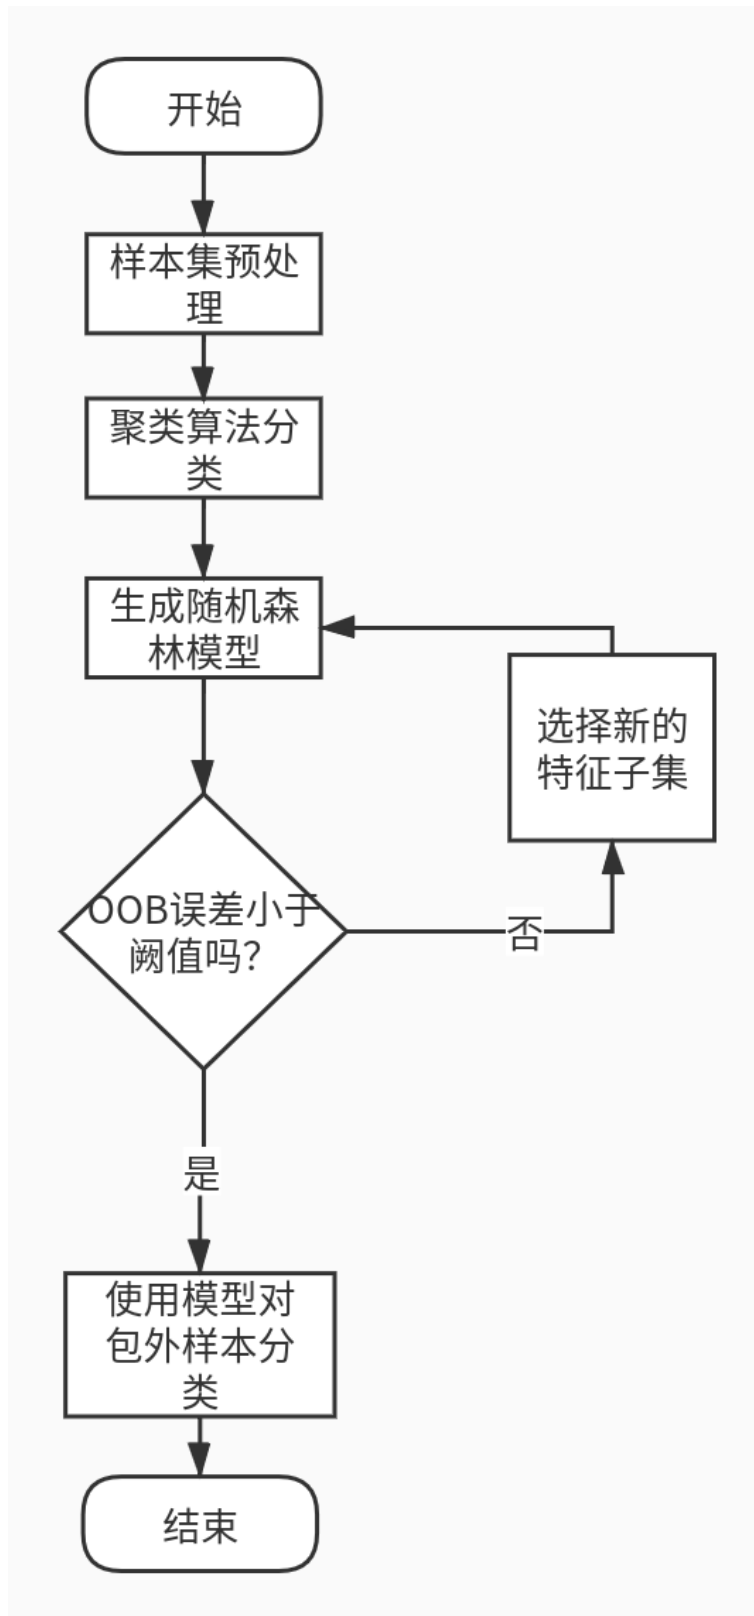 开始
样本集预处
理
聚类算法分
类
生成随机森
林模型
选择新的
特征子集
OOB误差小于
阙值吗？
否
是
使用模型对
包外样本分
类
结束